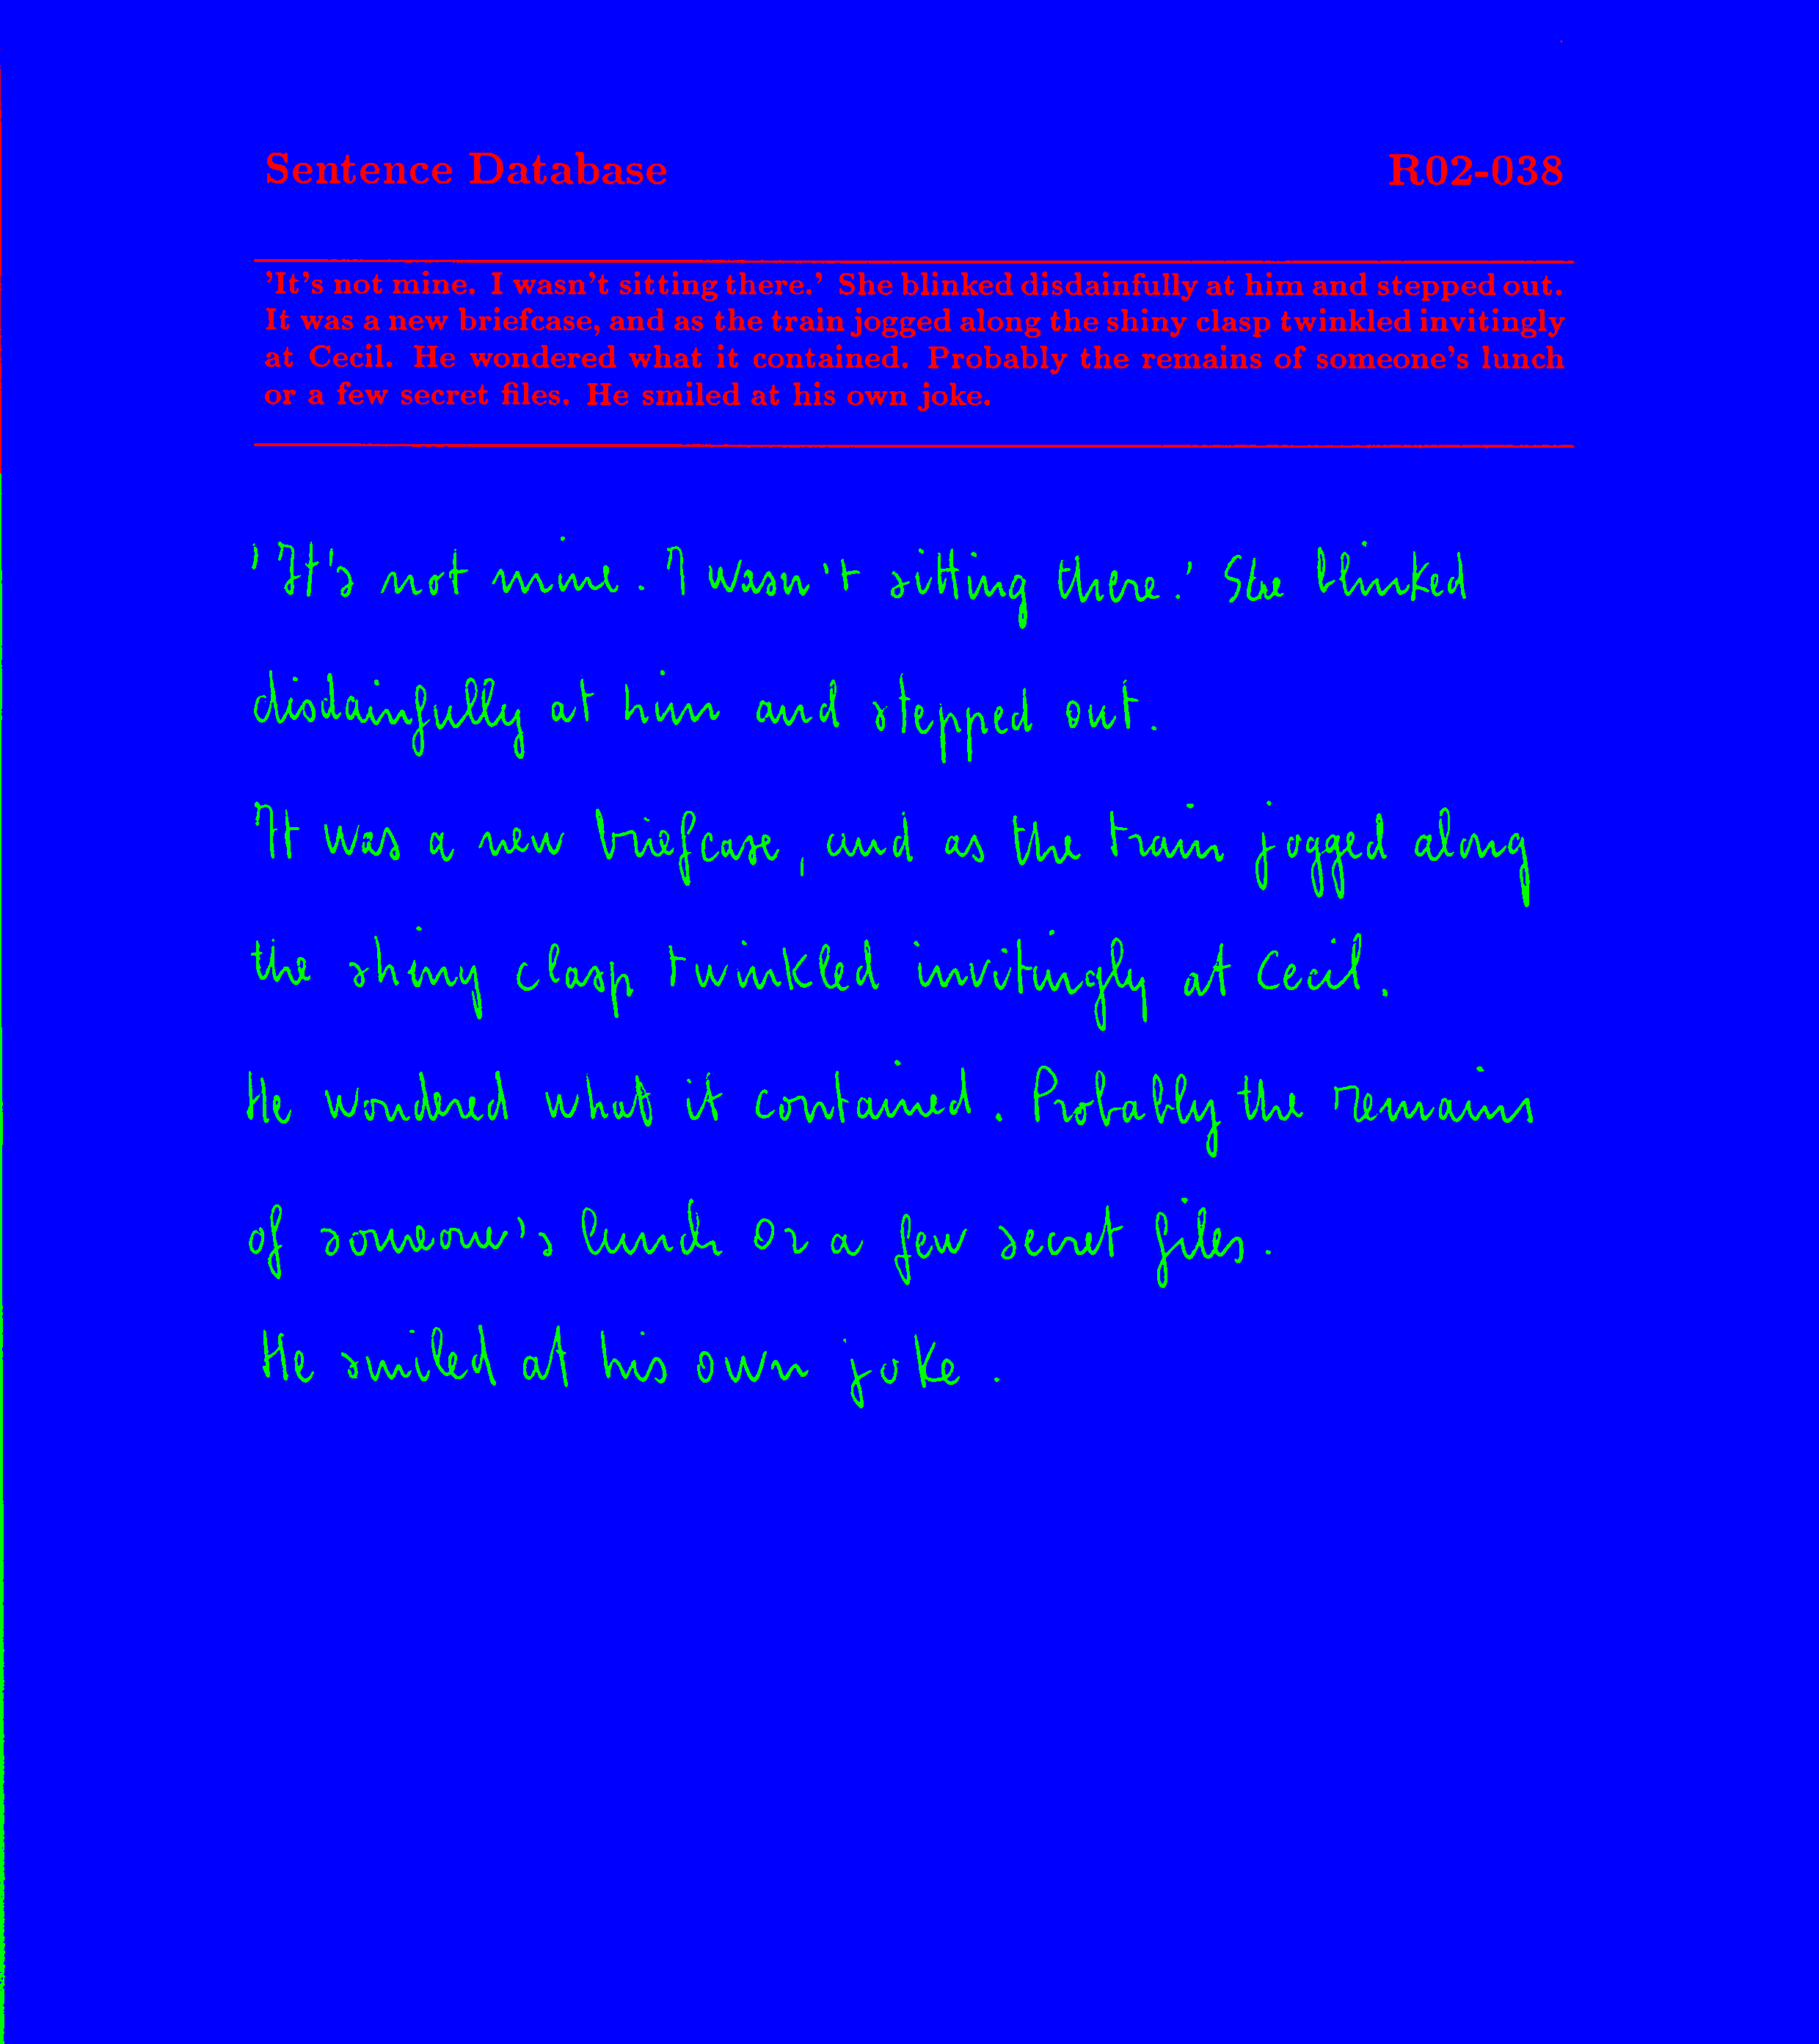 Sentence Database R02-038
'It's not mine. I wasn't sitting there.' She blinked disdainfully at him and stepped out.
It was a new briefcase, and as the train jogged along the shiny clasp twinkled invitingly
at Cecil. He wondered what it contained. Probably the remains of someone's lunch
or a few secret files. He smiled at his own joke.
'It's not mine. I wasn't sitting there.' She blinked
disdainfully at him and stepped out.
It was a new briefcase, and as the train jogged along
the shiny clasp twinkled invitingly at Cecil.
He wondered what it contained. Probably the remains
of someone's lunch or a few secret files.
He smiled at his own joke.